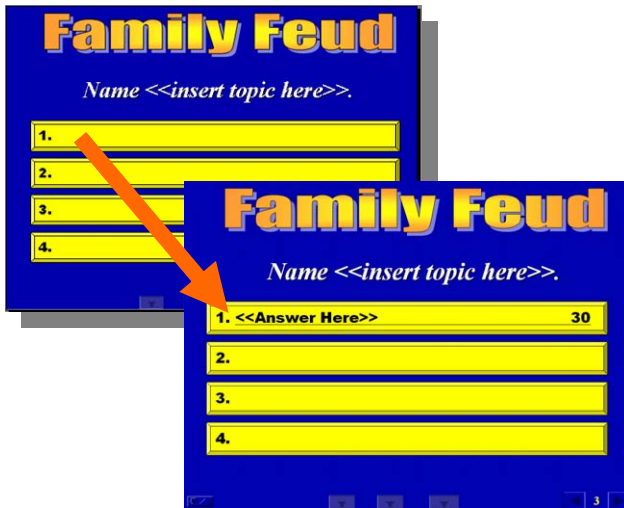 Family Feud
Name <<insert topic here>>.
1.
2.
3.
4.
Family Feud
Name <<insert topic here>>.
1. <<Answer Here>> 30
2.
3.
4.
3